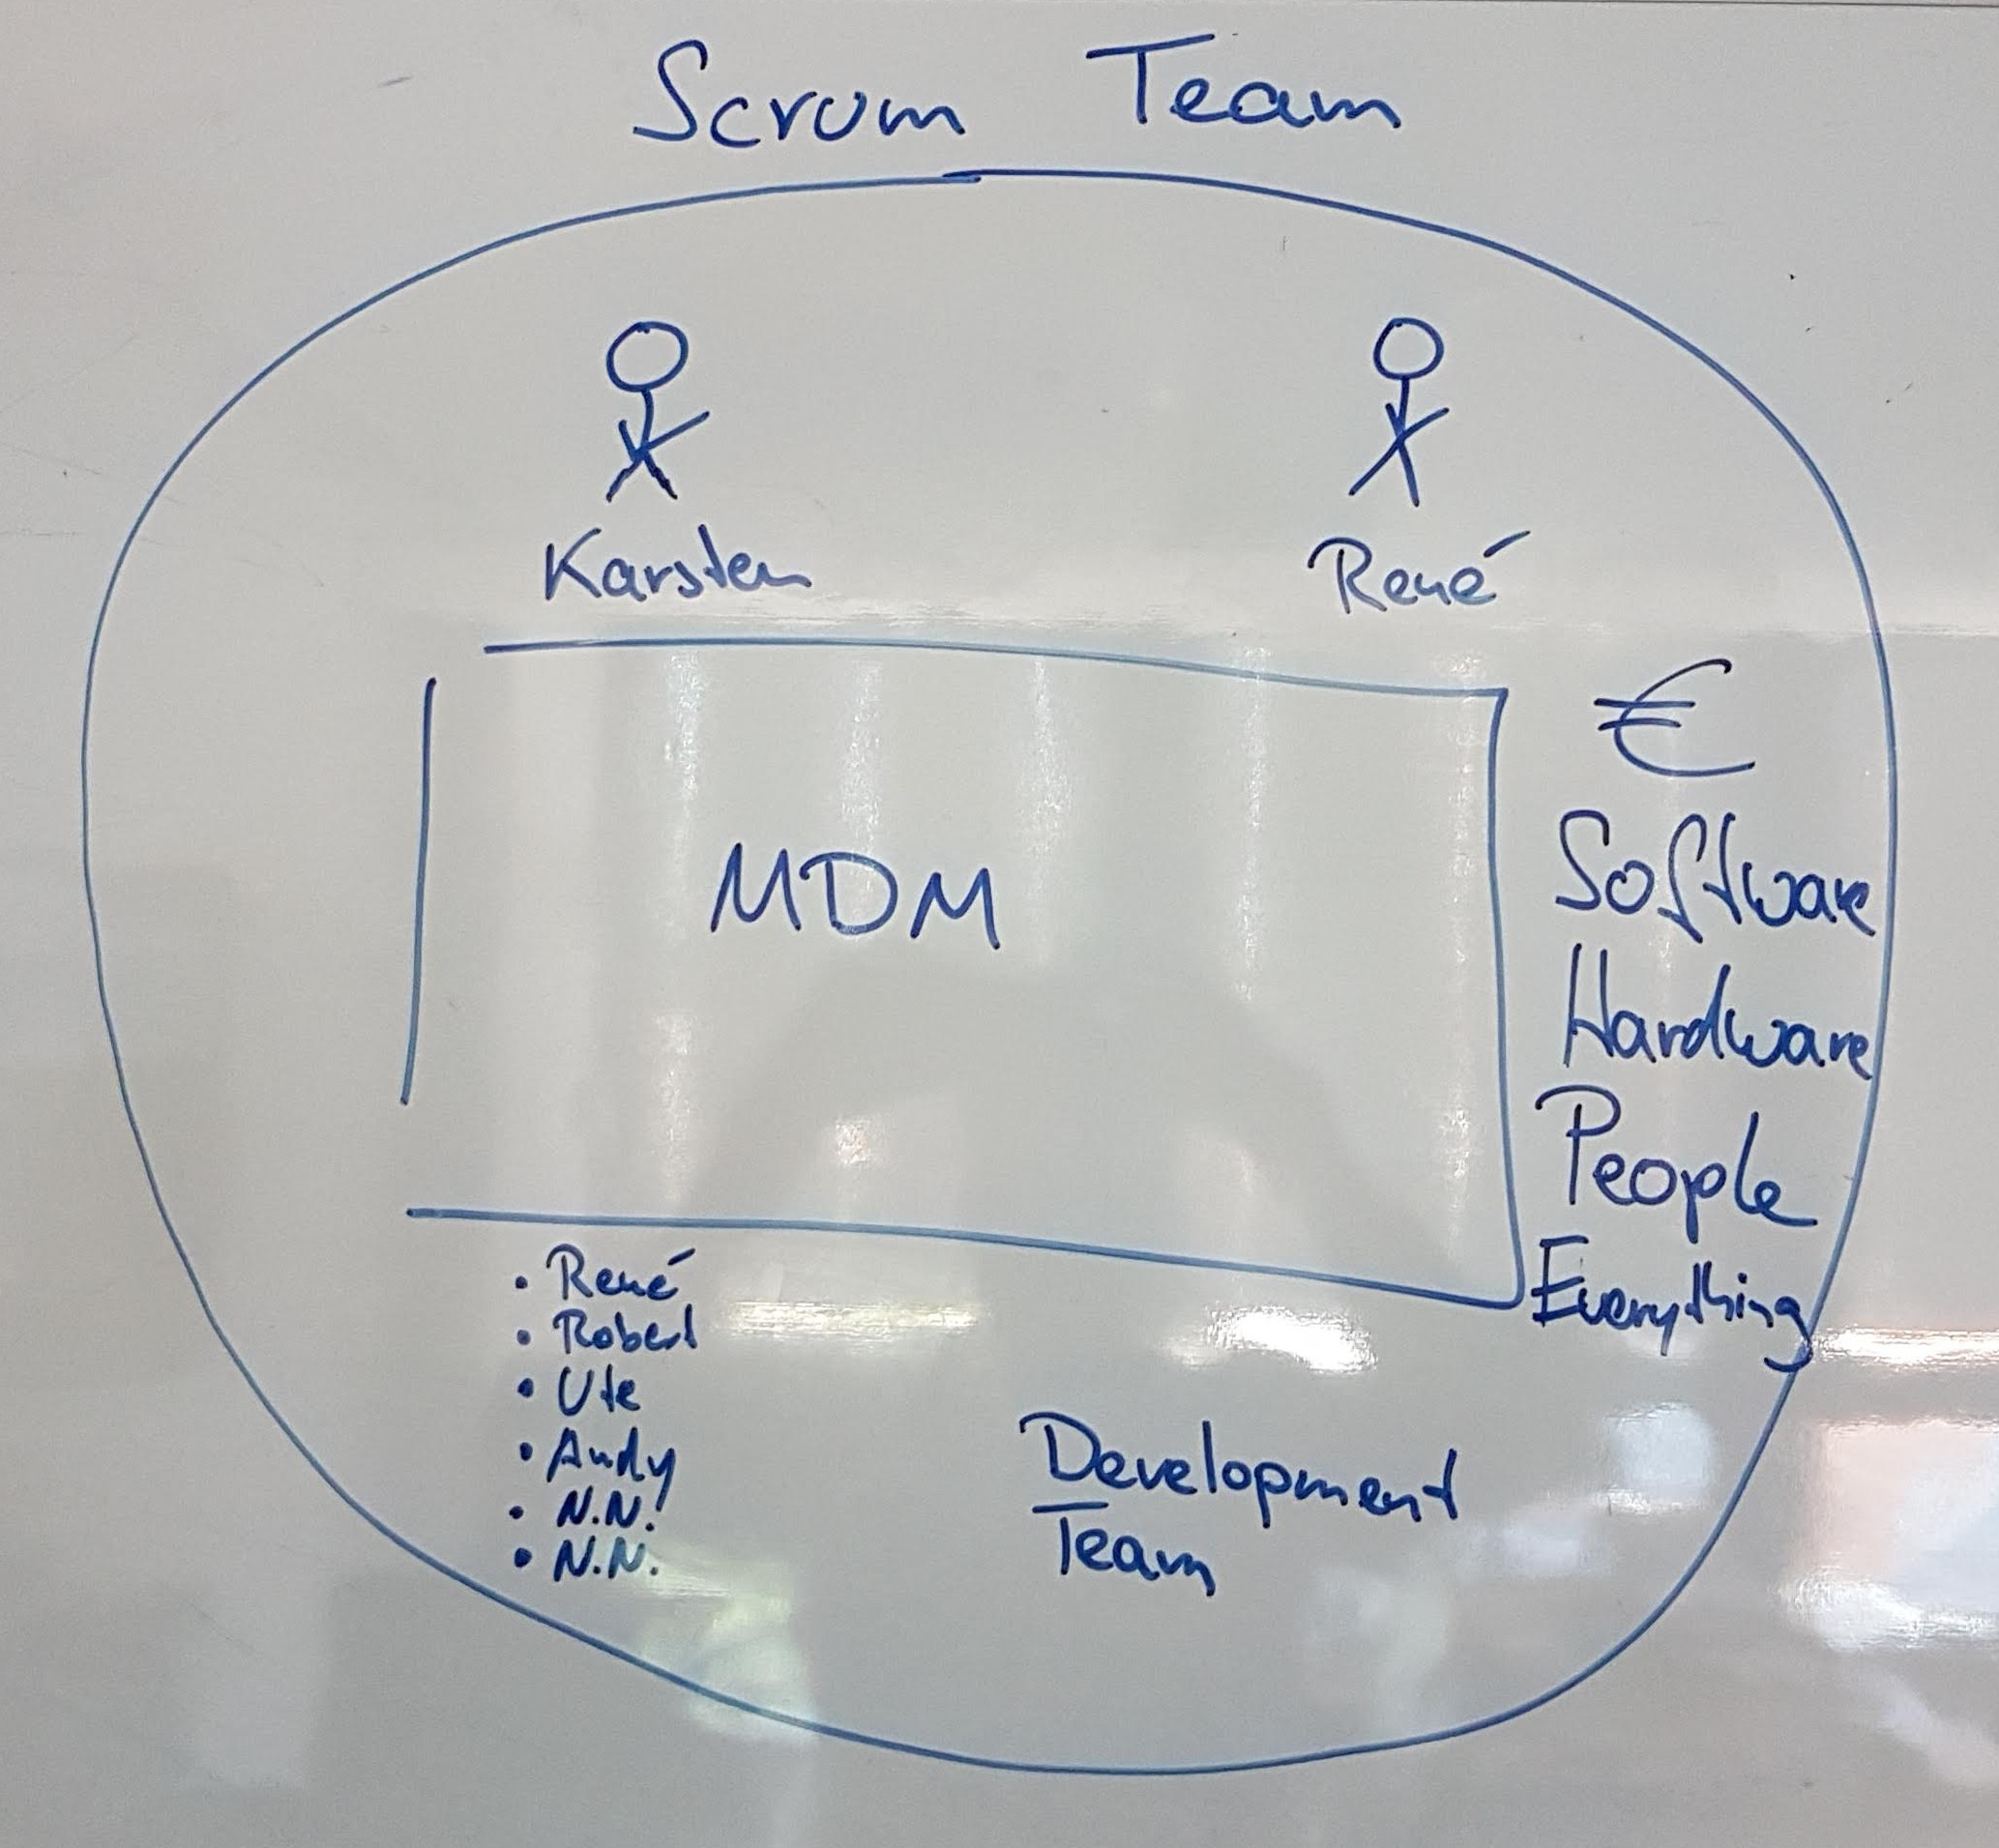 Scrum Team
Karsten
René
€
Software
MDM
Hardware
People
Everything
• René
• Robert
• Ute
• Andy
• N.N.
• N.N.
Development
Team